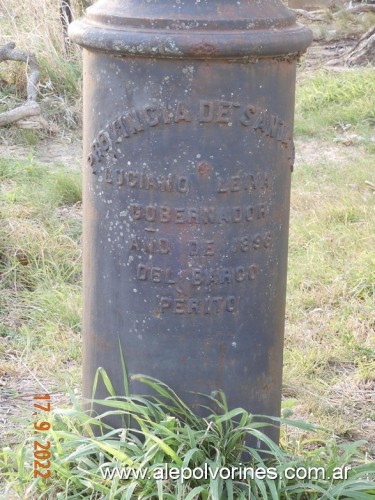 PROVINCIA DE SANTA
LUCIANO LEIVA
GOBERNADOR
AÑO DE 1896
DEL BARCO
PERITO
17.9.2022
www.alepolvorines.com.ar